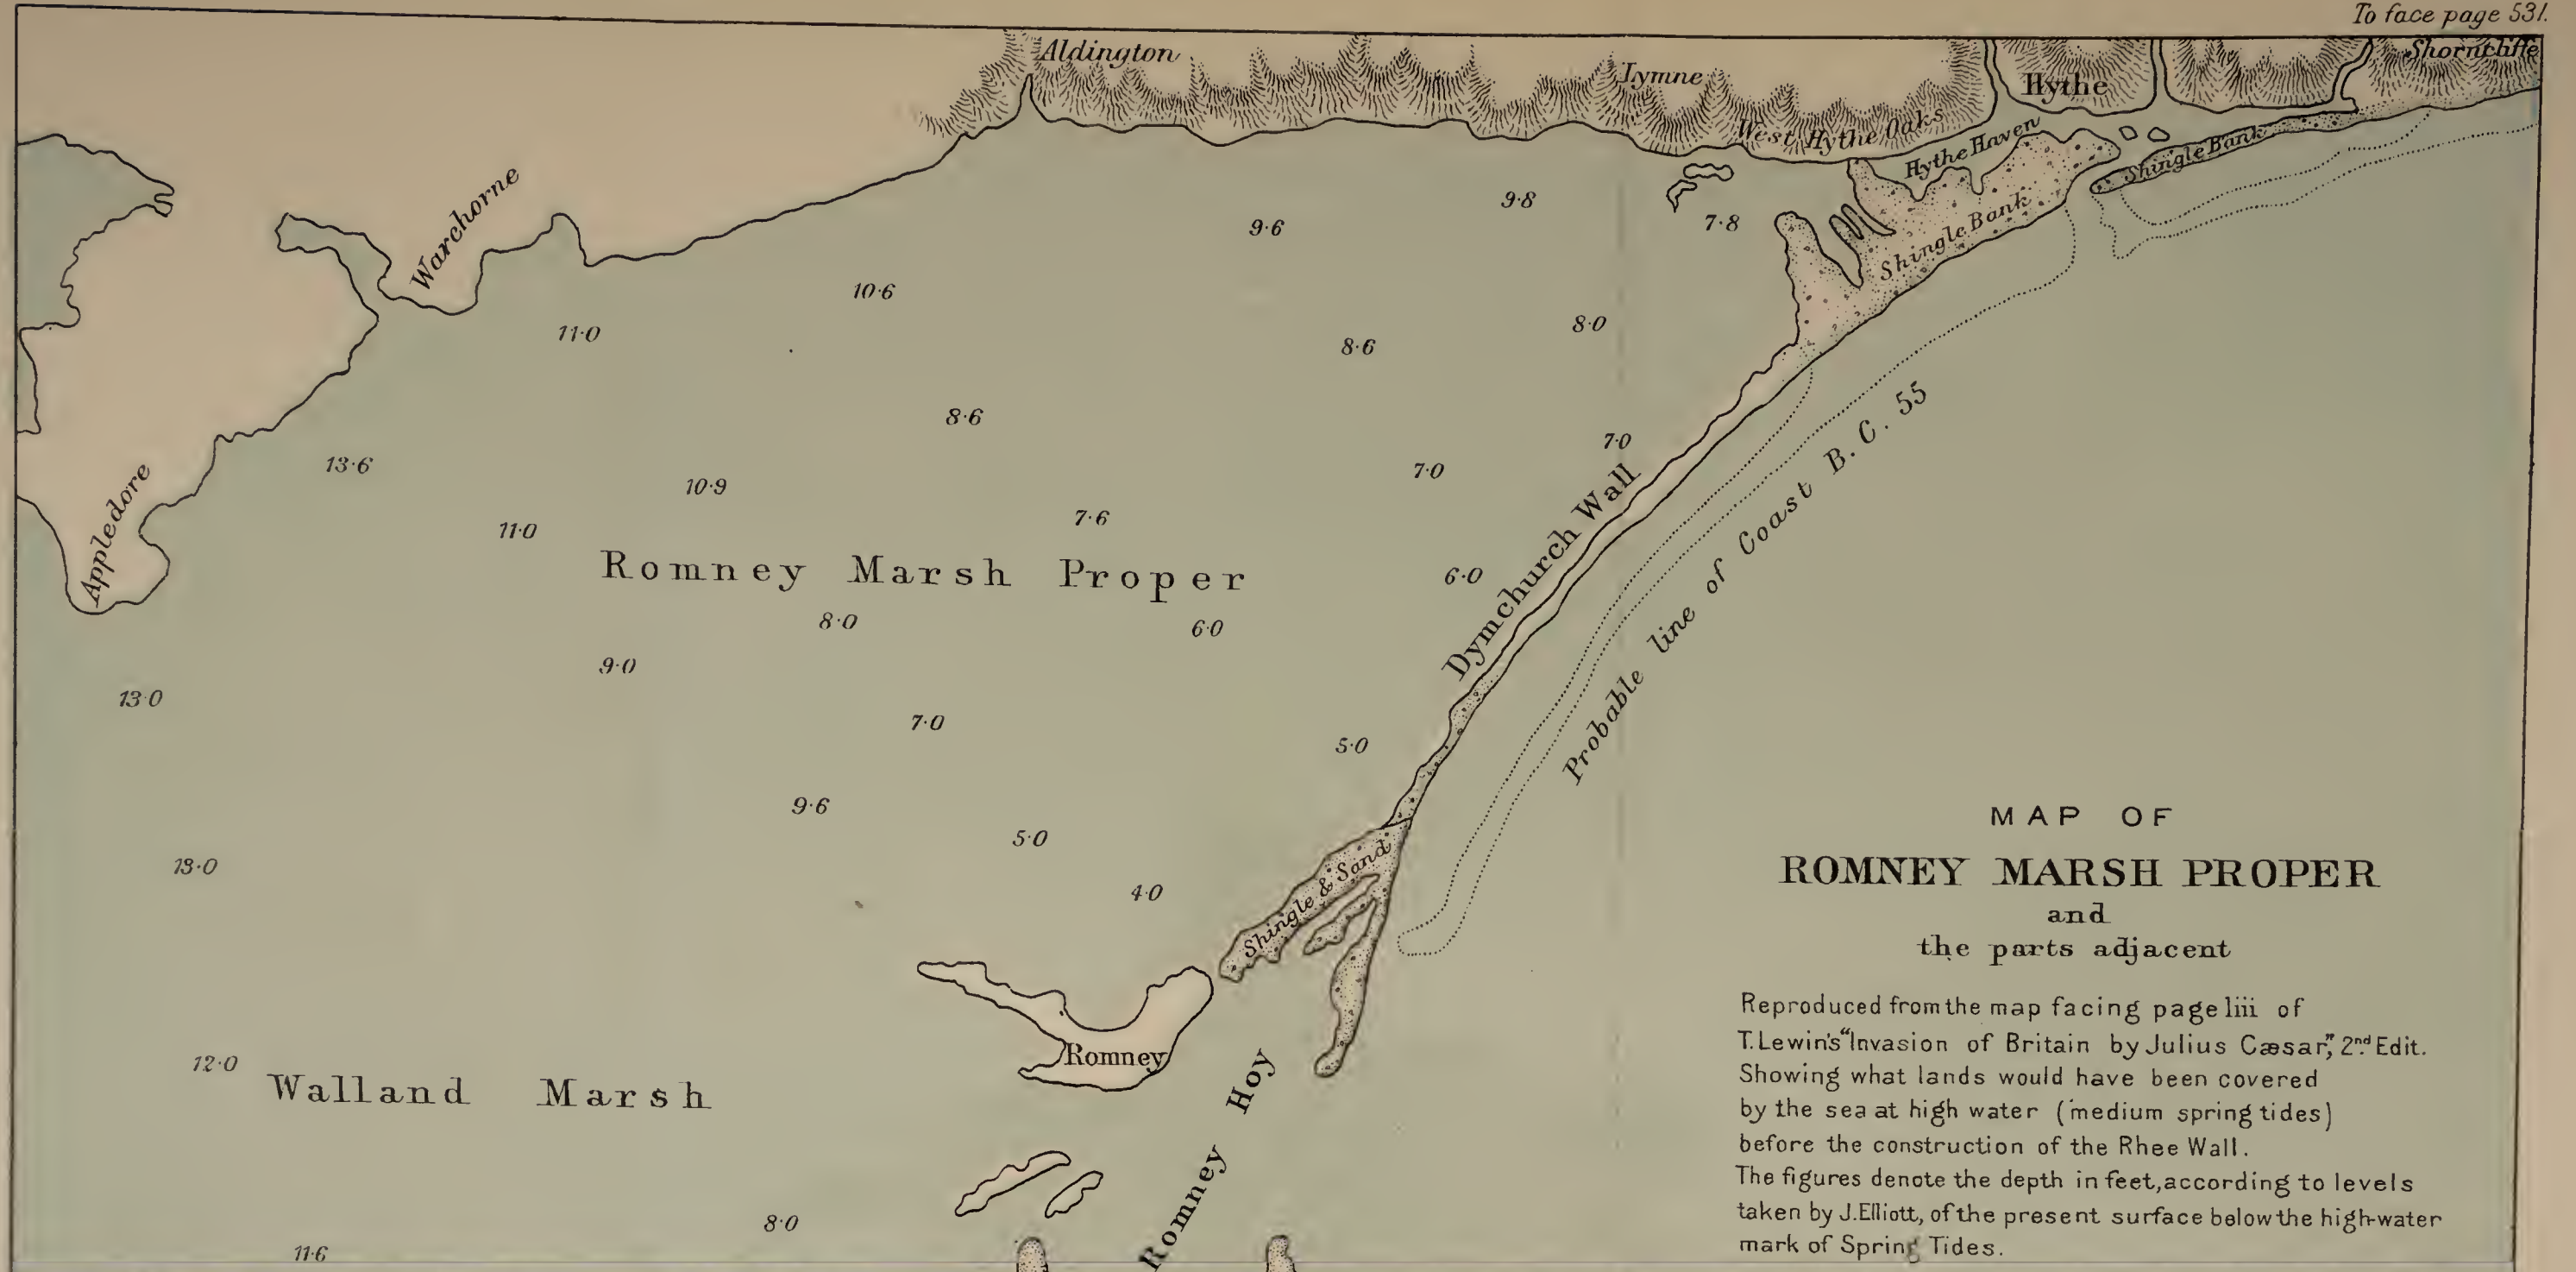 To face page 531.
Aldington
Lymne
Hythe
Shorncliffe
West Hythe Oaks
Hythe Haven
Shingle Bank
Shingle Bank
Warehorne
Appledore
9·8
7·8
9·6
10·6
11·0
8·0
8·6
8·6
7·0
13·6
7·0
10·9
11·0
7·6
Romney Marsh Proper
6·0
8·0
6·0
9·0
13·0
7·0
5·0
9·6
5·0
13·0
4·0
Dymchurch Wall
Probable line of Coast B.C. 55
Shingle & Sand
Romney
Romney Hoy
12·0
Walland Marsh
8·0
11·6
MAP OF
ROMNEY MARSH PROPER
and
the parts adjacent
Reproduced from the map facing page liii of
T. Lewin's "Invasion of Britain by Julius Cæsar", 2nd Edit.
Showing what lands would have been covered
by the sea at high water (medium spring tides)
before the construction of the Rhee Wall.
The figures denote the depth in feet, according to levels
taken by J. Elliott, of the present surface below the high-water
mark of Spring Tides.